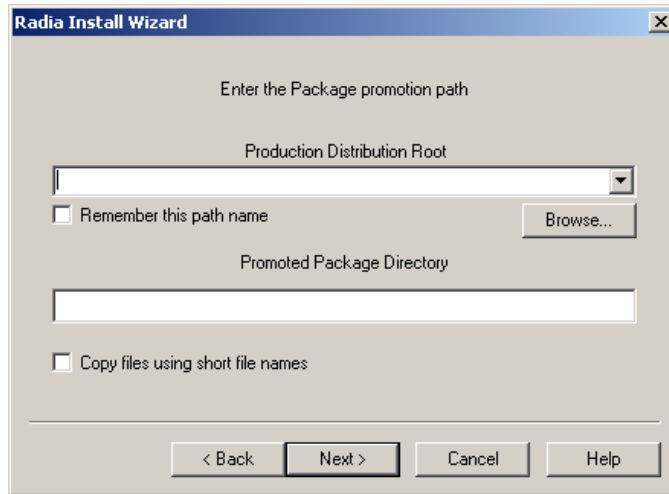 Radia Install Wizard
Enter the Package promotion path
Production Distribution Root
Remember this path name
Browse...
Promoted Package Directory
Copy files using short file names
< Back Next > Cancel Help